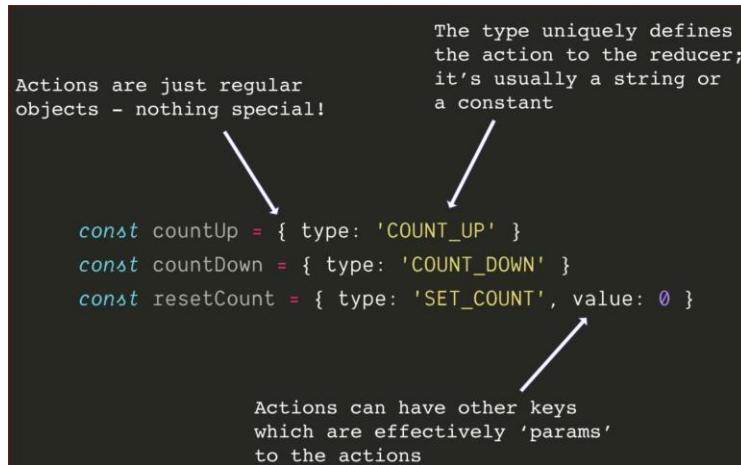 The type uniquely defines
the action to the reducer;
it's usually a string or
a constant
Actions are just regular
objects - nothing special!
const countUp = { type: 'COUNT_UP' }
const countDown = { type: 'COUNT_DOWN' }
const resetCount = { type: 'SET_COUNT', value: 0 }
Actions can have other keys
which are effectively ‘params’
to the actions